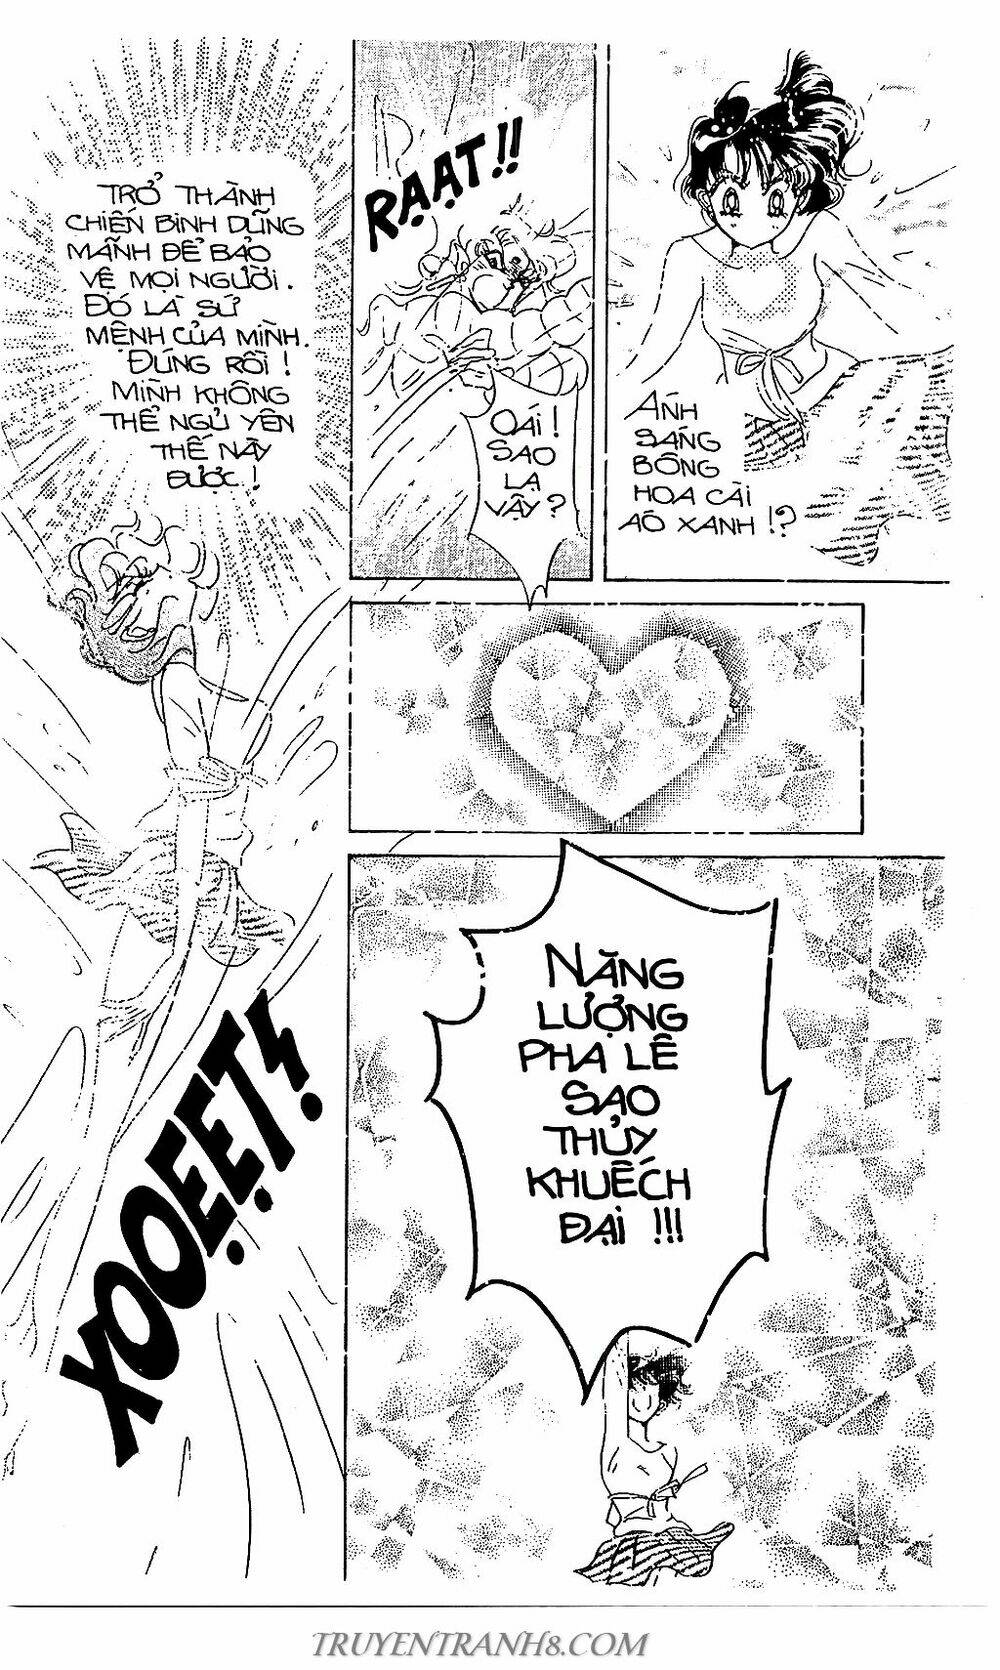 ÁNH
SÁNG
BÔNG
HOA CÀI
ÁO XANH !?
RẠẠT!!
OÁI!
SAO
LẠ
VẬY?
TRỞ THÀNH
CHIẾN BINH DŨNG
MÃNH ĐỂ BẢO
VỆ MỌI NGƯỜI.
ĐÓ LÀ SỨ
MỆNH CỦA MÌNH.
ĐÚNG RỒI!
MÌNH KHÔNG
THỂ NGỦ YÊN
THẾ NÀY
ĐƯỢC!
XOẸẸT!
NĂNG
LƯỢNG
PHA LÊ
SAO
THỦY
KHUẾCH
ĐẠI !!!
TRUYENTRANH8.COM